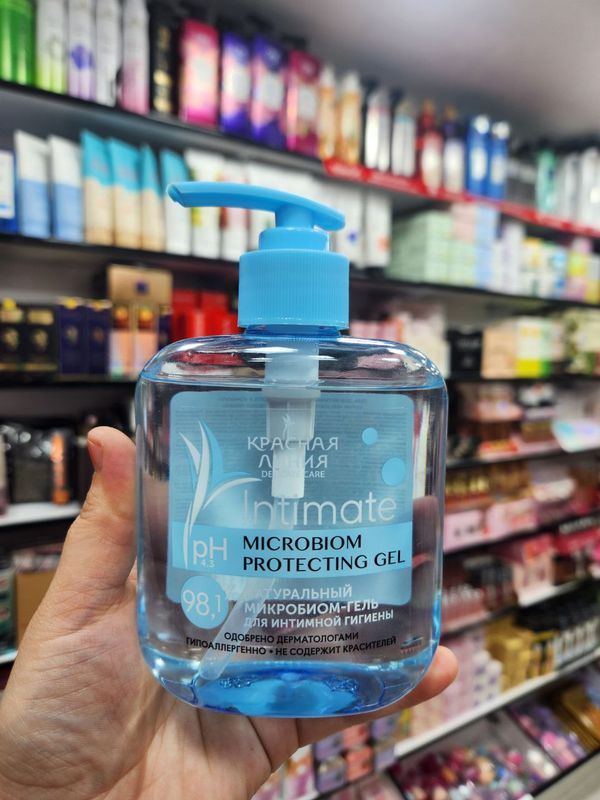 КРАСНАЯ
ЛИНИЯ
Intimate
pH
4,3
MICROBIOM
PROTECTING GEL
98,1
НАТУРАЛЬНЫЙ
МИКРОБИОМ-ГЕЛЬ
ДЛЯ ИНТИМНОЙ ГИГИЕНЫ
ОДОБРЕНО ДЕРМАТОЛОГАМИ
ГИПОАЛЛЕРГЕННО • НЕ СОДЕРЖИТ КРАСИТЕЛЕЙ